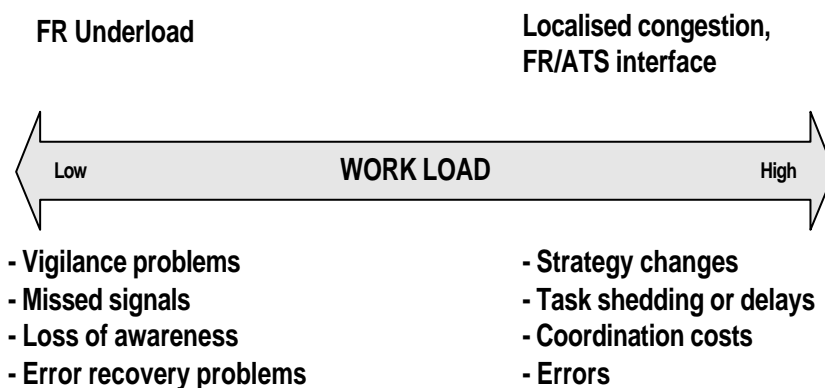 FR Underload
Localised congestion,
FR/ATS interface
Low WORK LOAD High
- Vigilance problems
- Missed signals
- Loss of awareness
- Error recovery problems
- Strategy changes
- Task shedding or delays
- Coordination costs
- Errors